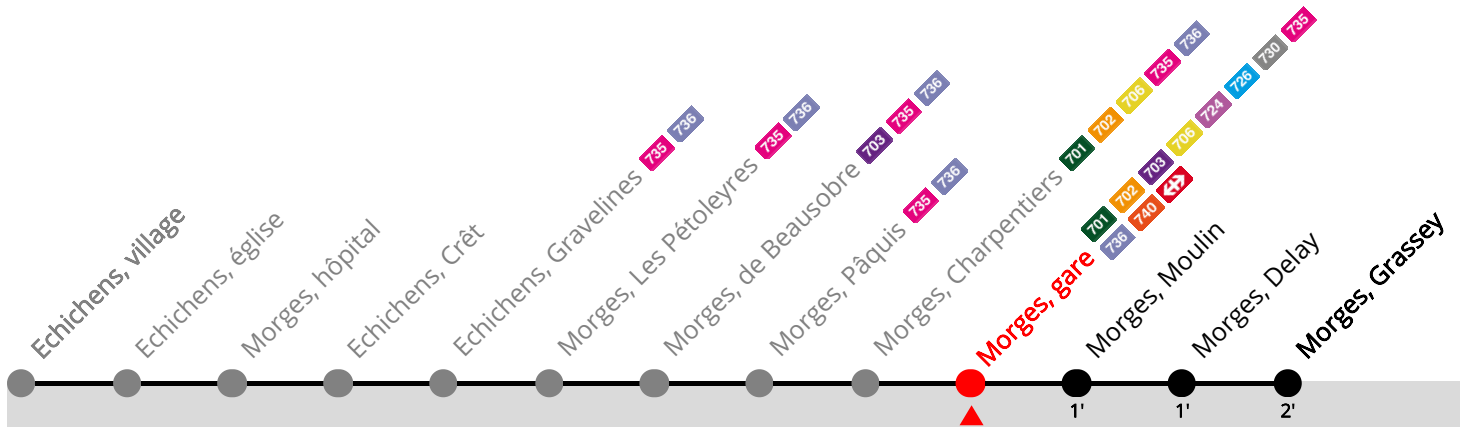 Echichens, village
Echichens, église
Morges, hôpital
Echichens, Crêt
Echichens, Gravelines 735 736
Morges, Les Pétoleyres 735 736
Morges, de Beausobre 703 735 736
Morges, Pâquis 735 736
Morges, Charpentiers 701 702 706 735 736
Morges, gare 701 702 703 706 724 726 730 735
736 740
Morges, Moulin
Morges, Delay
Morges, Grassey
1' 1' 2'